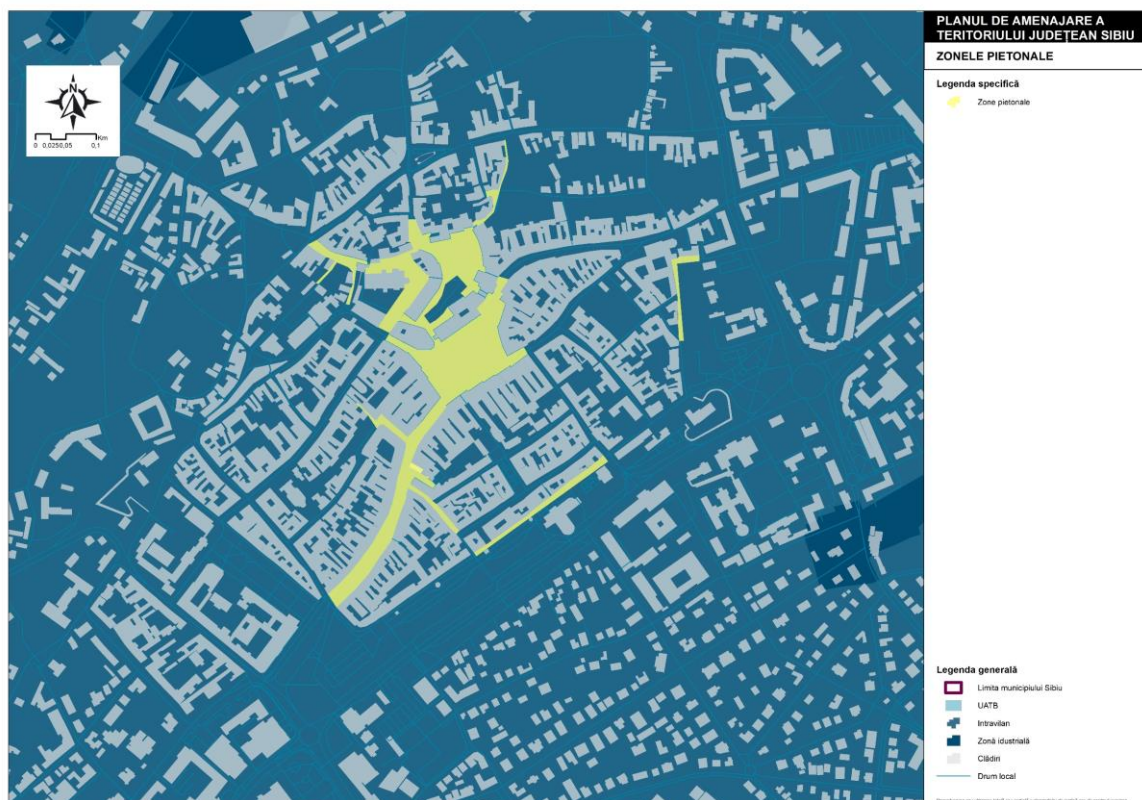 PLANUL DE AMENAJARE A
TERITORIULUI JUDEȚEAN SIBIU
ZONELE PIETONALE
Legenda specifică
Zone pietonale
N
Km
0 0,0250,05 0,1
Legenda generală
Limita municipiului Sibiu
UATB
Intravilan
Zonă idustrială
Clădiri
Drum local